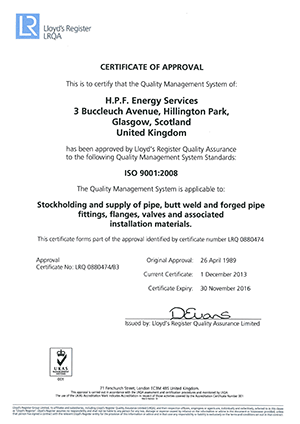 LR
Lloyd's Register
LRQA
CERTIFICATE OF APPROVAL
This is to certify that the Quality Management System of:
H.P.F. Energy Services
3 Buccleuch Avenue, Hillington Park,
Glasgow, Scotland
United Kingdom
has been approved by Lloyd's Register Quality Assurance
to the following Quality Management System Standards:
ISO 9001:2008
The Quality Management System is applicable to:
Stockholding and supply of pipe, butt weld and forged pipe
fittings, flanges, valves and associated
installation materials.
This certificate forms part of the approval identified by certificate number LRQ 0880474
Approval
Certificate No: LRQ 0880474/B3
Original Approval: 26 April 1989
Current Certificate: 1 December 2013
Certificate Expiry: 30 November 2016
D Evans
Issued by: Lloyd's Register Quality Assurance Limited
UKAS
001
71 Fenchurch Street, London EC3M 4BS United Kingdom